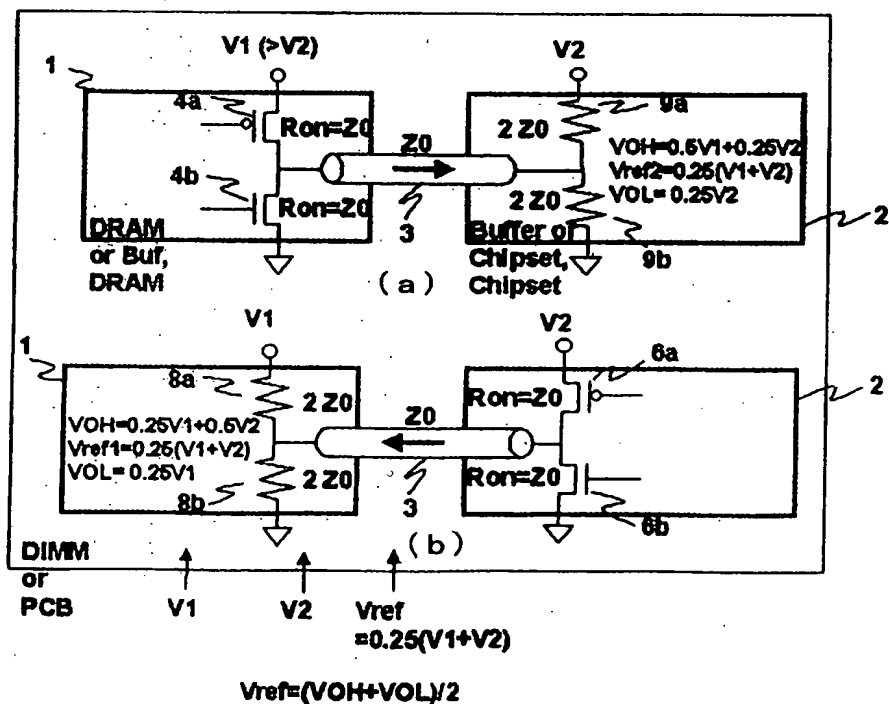 V1 (>V2)
V2
1
4a
9a
Ron=Z0
2 Z0
VOH=0.5V1+0.25V2
Z0
Vref2=0.25(V1+V2)
4b
Ron=Z0
2 Z0
VOL= 0.25V2
2
DRAM
or Buf,
DRAM
3
Buffer of
Chipset,
Chipset
9b
(a)
V1
V2
1
8a
6a
2 Z0
Ron=Z0
2
VOH=0.25V1+0.5V2
Z0
Vref1=0.25(V1+V2)
VOL= 0.25V1
2 Z0
Ron=Z0
8b
3
6b
(b)
DIMM
or
PCB
V1
V2
Vref
=0.25(V1+V2)
Vref=(VOH+VOL)/2